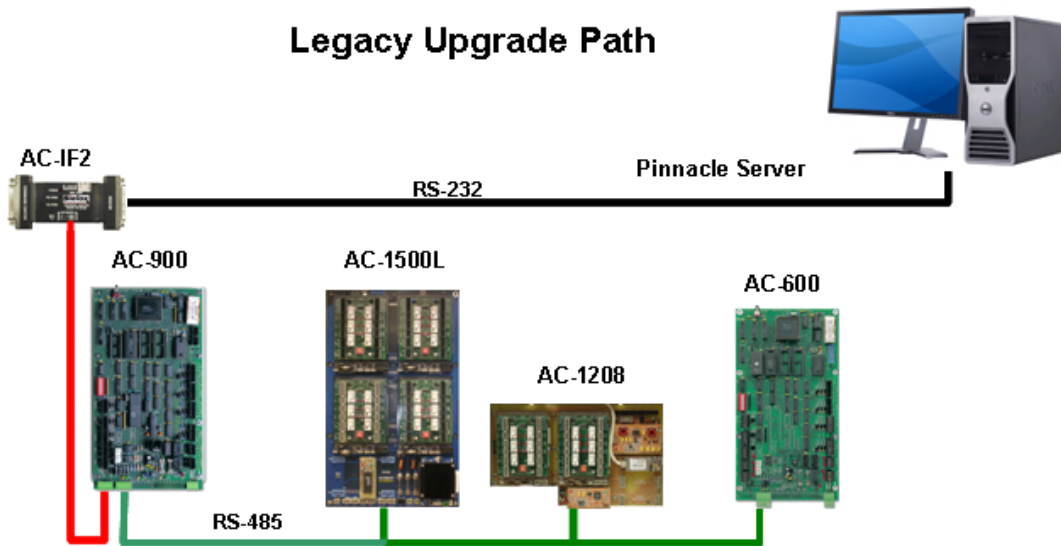 Legacy Upgrade Path
AC-IF2
Pinnacle Server
RS-232
AC-900
AC-1500L
AC-600
AC-1208
RS-485